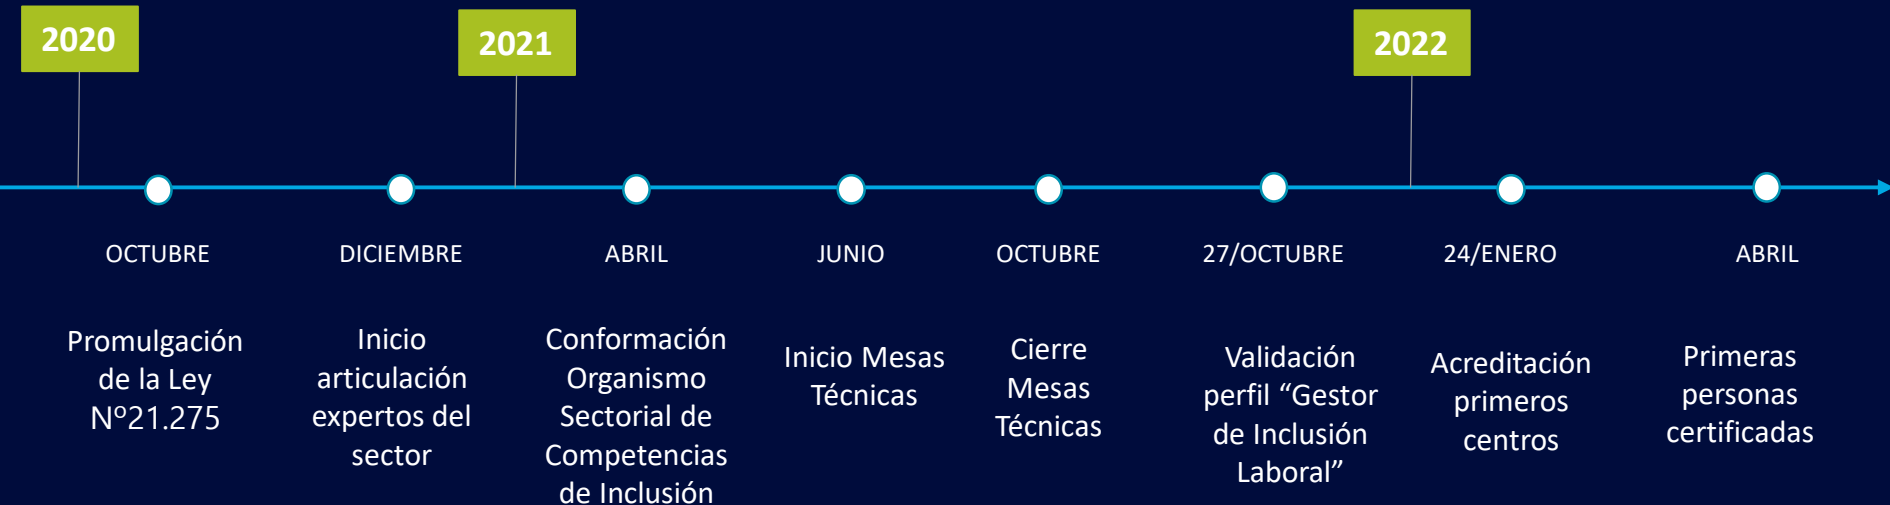 2020
2021
2022
OCTUBRE
Promulgación
de la Ley
Nº21.275
DICIEMBRE
Inicio
articulación
expertos del
sector
ABRIL
Conformación
Organismo
Sectorial de
Competencias
de Inclusión
JUNIO
Inicio Mesas
Técnicas
OCTUBRE
Cierre
Mesas
Técnicas
27/OCTUBRE
Validación
perfil “Gestor
de Inclusión
Laboral”
24/ENERO
Acreditación
primeros
centros
ABRIL
Primeras
personas
certificadas